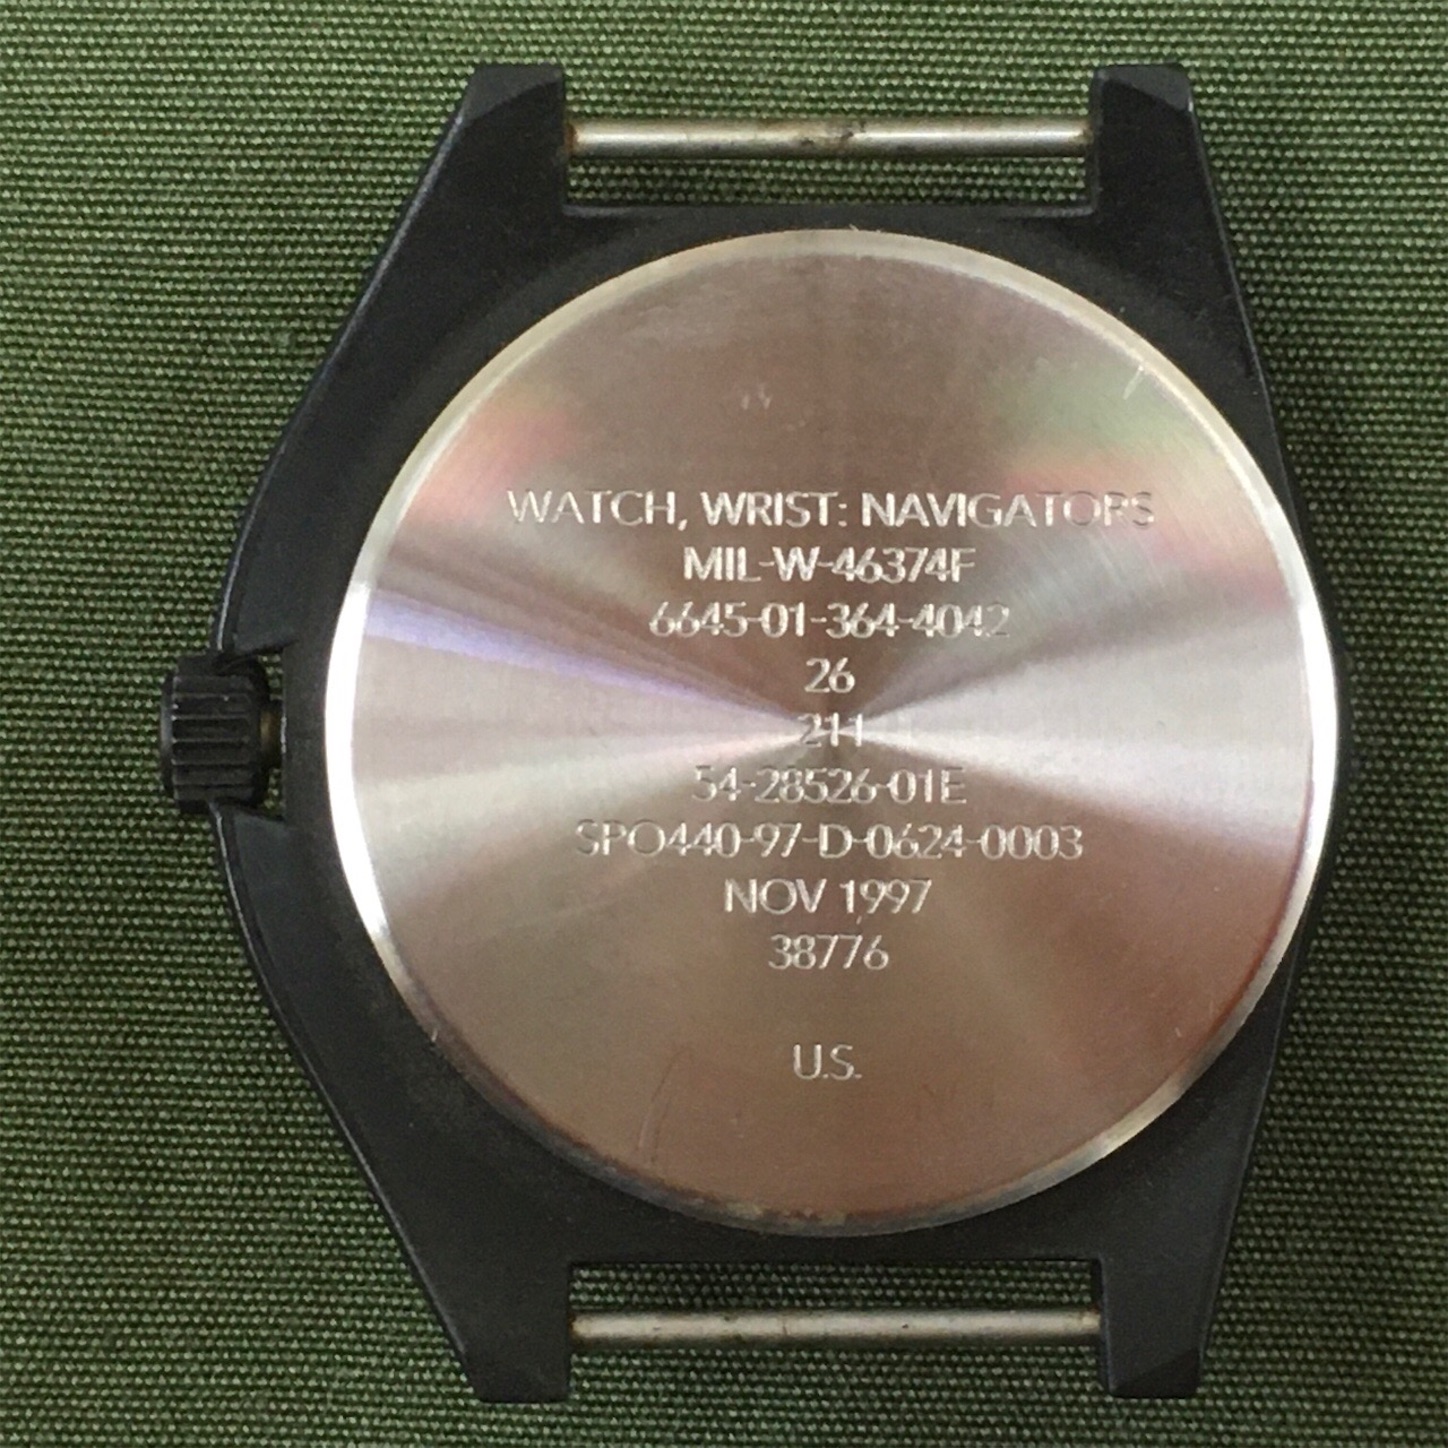 WATCH, WRIST: NAVIGATORS
MIL-W-46374F
6645-01-364-4042
26
211
54-28526-01E
SPO440-97-D-0624-0003
NOV 1997
38776
U.S.